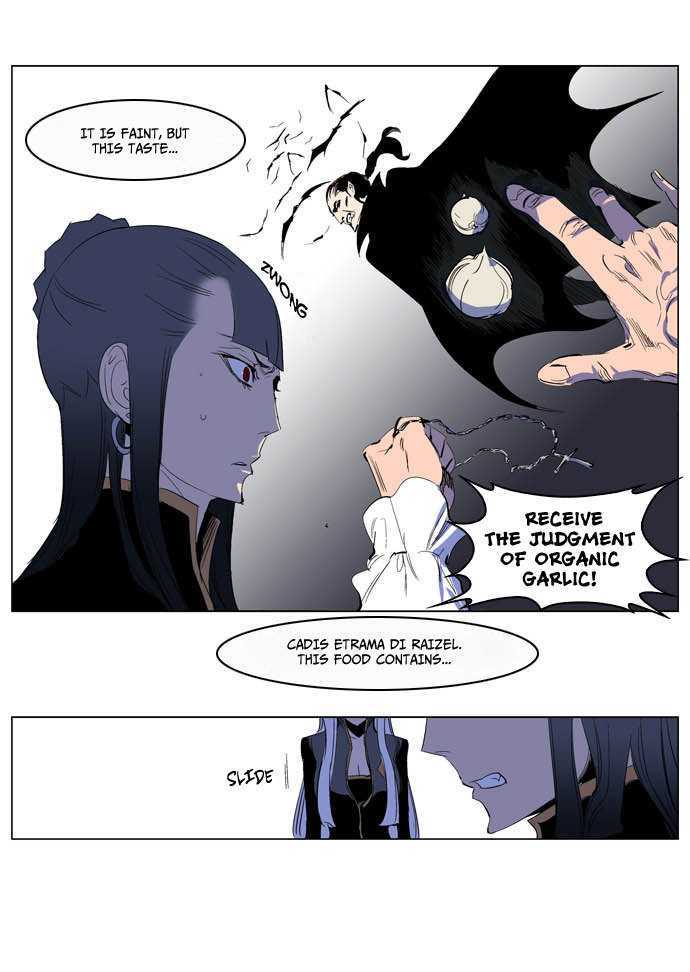 IT IS FAINT, BUT
THIS TASTE...
ZWONG
RECEIVE
THE JUDGMENT
OF ORGANIC
GARLIC!
CADIS ETRAMA DI RAIZEL.
THIS FOOD CONTAINS...
SLIDE